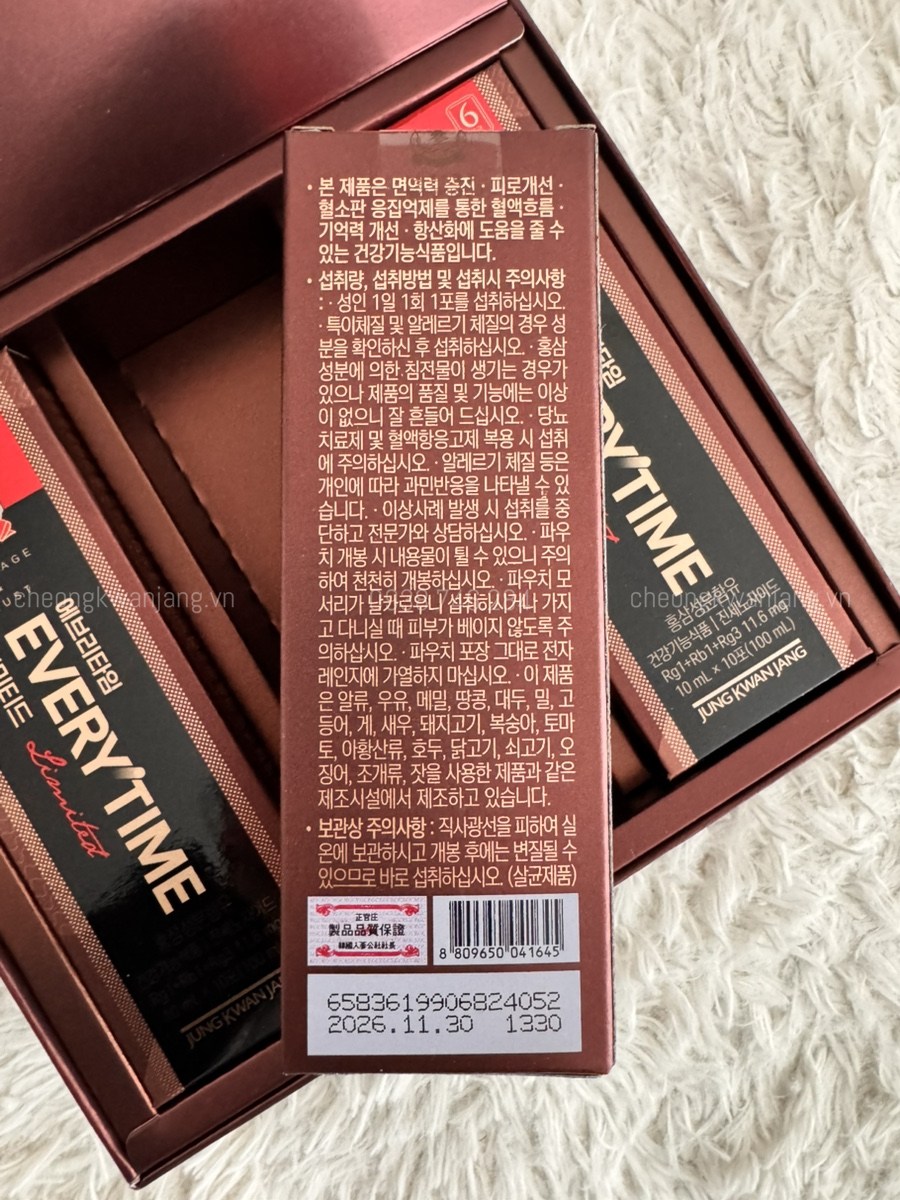 • 본 제품은 면역력 증진 · 피로개선 ·
혈소판 응집억제를 통한 혈액흐름 ·
기억력 개선 · 항산화에 도움을 줄 수
있는 건강기능식품입니다.
• 섭취량, 섭취방법 및 섭취시 주의사항
: · 성인 1일 1회 1포를 섭취하십시오.
· 특이체질 및 알레르기 체질의 경우 성
분을 확인하신 후 섭취하십시오. · 홍삼
성분에 의한 침전물이 생기는 경우가
있으나 제품의 품질 및 기능에는 이상
이 없으니 잘 흔들어 드십시오. · 당뇨
치료제 및 혈액항응고제 복용 시 섭취
에 주의하십시오. · 알레르기 체질 등은
개인에 따라 과민반응을 나타낼 수 있
습니다. · 이상사례 발생 시 섭취를 중
단하고 전문가와 상담하십시오. · 파우
치 개봉 시 내용물이 튈 수 있으니 주의
하여 천천히 개봉하십시오. · 파우치 모
서리가 날카로우니 섭취하시거나 가지
고 다니실 때 피부가 베이지 않도록 주
의하십시오. · 파우치 포장 그대로 전자
레인지에 가열하지 마십시오. · 이 제품
은 알류, 우유, 메밀, 땅콩, 대두, 밀, 고
등어, 게, 새우, 돼지고기, 복숭아, 토마
토, 아황산류, 호두, 닭고기, 쇠고기, 오
징어, 조개류, 잣을 사용한 제품과 같은
제조시설에서 제조하고 있습니다.
• 보관상 주의사항 : 직사광선을 피하여 실
온에 보관하시고 개봉 후에는 변질될 수
있으므로 바로 섭취하십시오. (살균제품)
正官庄
製品品質保證
韓國人蔘公社社長
8 809650 041645
6583619906824052
2026.11.30 1330
에브리타임
EVERY'TIME
Limited
JUNG KWAN JA
6
타임
RY'TIME
홍삼성분함유
건강기능식품 | 진세노사이드
Rg1+Rb1+Rg3 11.6 mg
10 mL x 10포(100 mL)
JUNG KWAN JANG
cheongkwanjang.vn
cheongkwanjang.vn